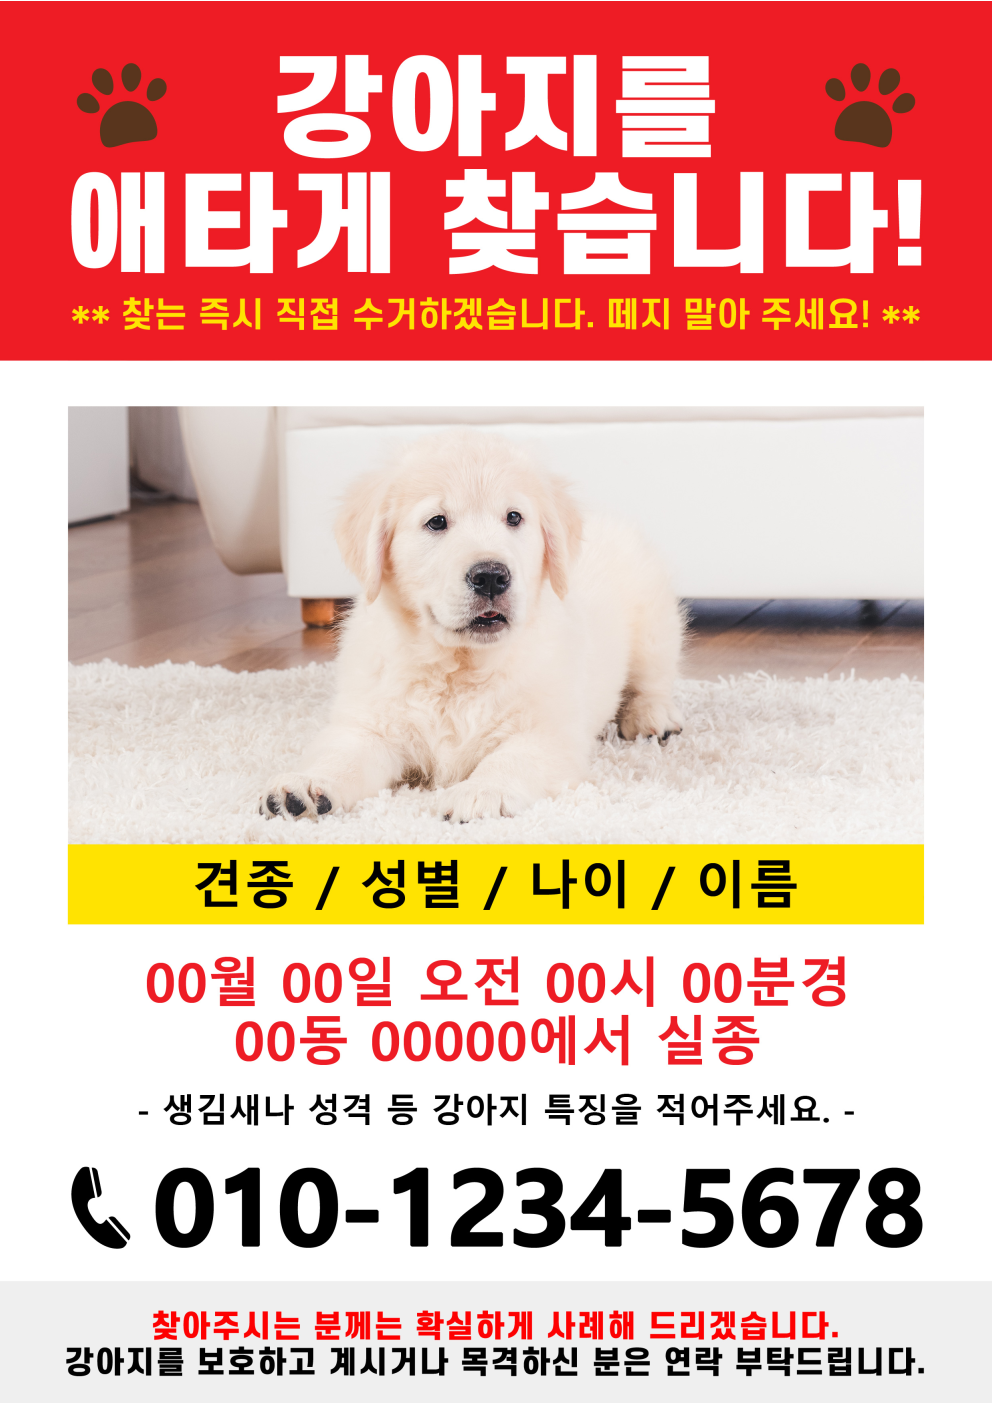 강아지를
애타게 찾습니다!
** 찾는 즉시 직접 수거하겠습니다. 떼지 말아 주세요! **
견종 / 성별 / 나이 / 이름
00월 00일 오전 00시 00분경
00동 00000에서 실종
- 생김새나 성격 등 강아지 특징을 적어주세요. -
010-1234-5678
찾아주시는 분께는 확실하게 사례해 드리겠습니다.
강아지를 보호하고 계시거나 목격하신 분은 연락 부탁드립니다.